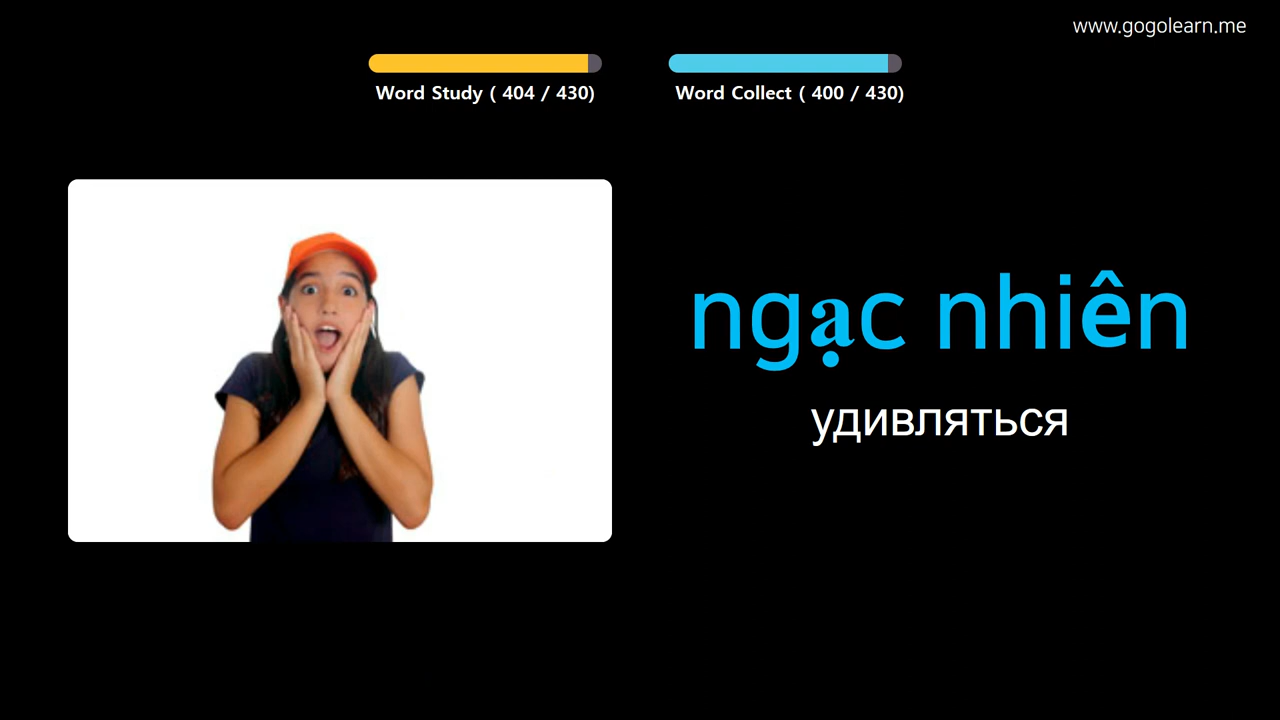 www.gogolearn.me
Word Study ( 404 / 430)
Word Collect ( 400 / 430)
ngạc nhiên
удивляться